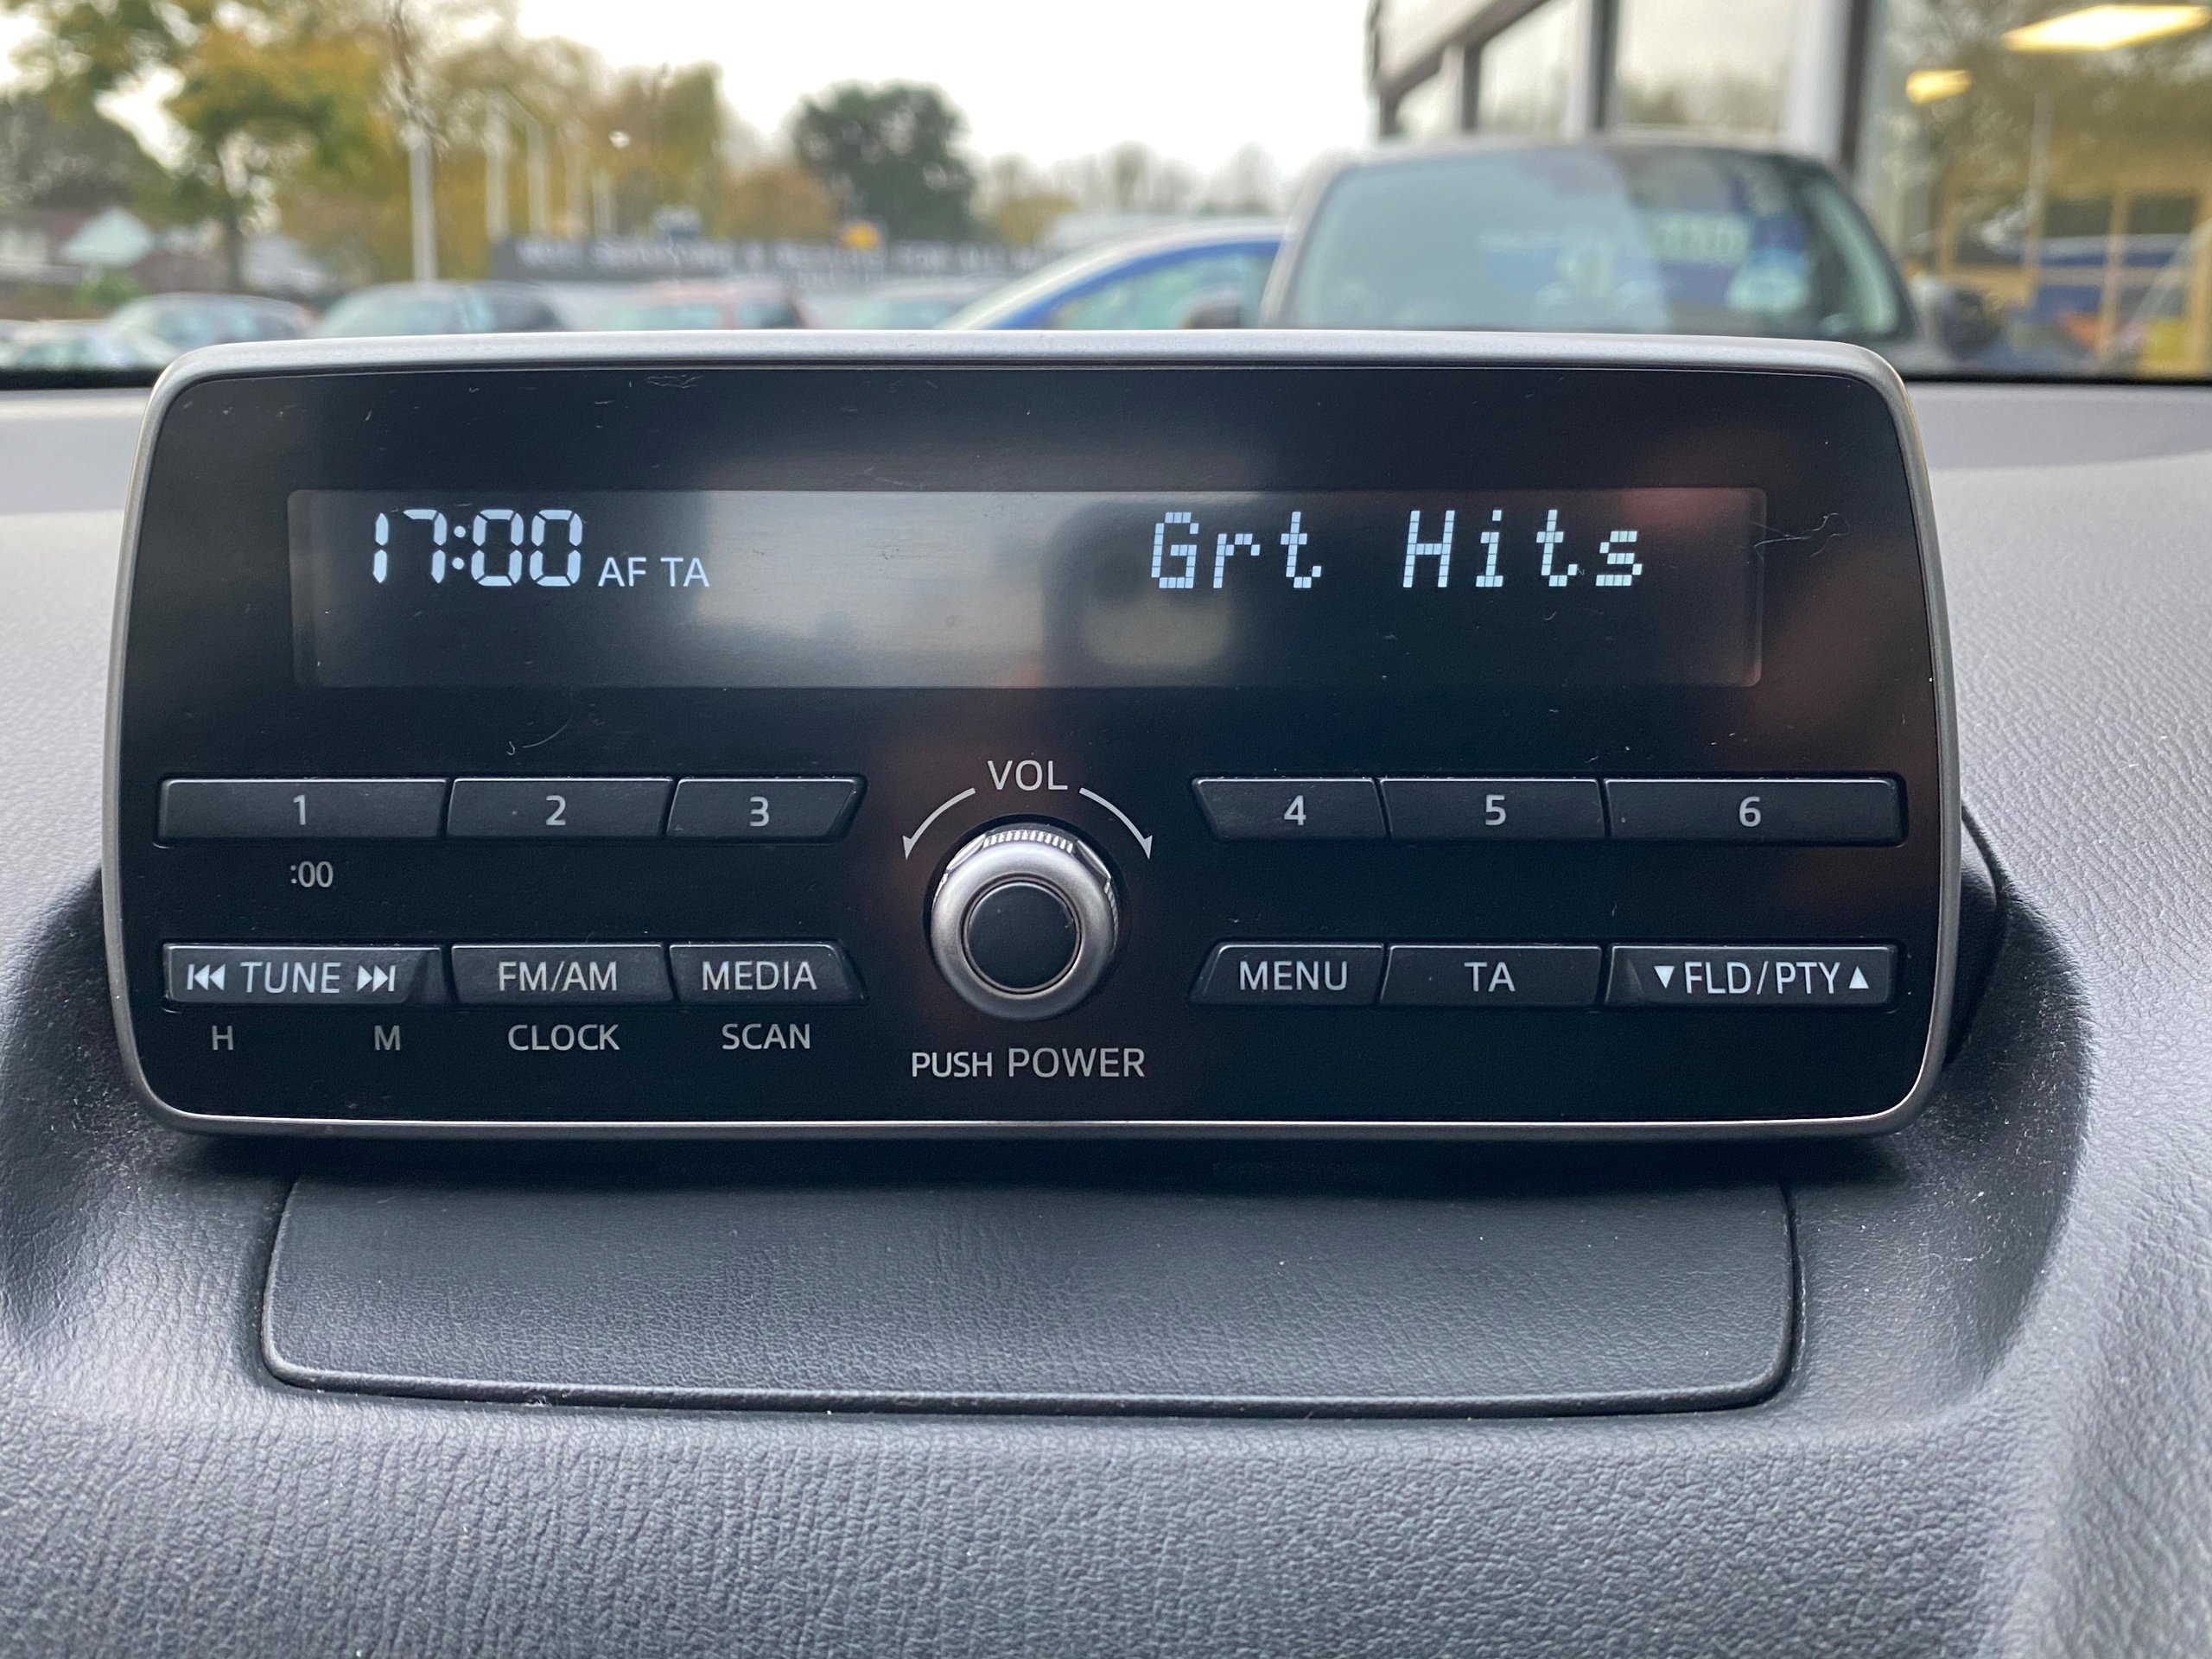 17:00 AF TA Grt Hits
VOL
1 2 3 4 5 6
:00
TUNE FM/AM MEDIA MENU TA ▼FLD/PTY▲
H M CLOCK SCAN
PUSH POWER